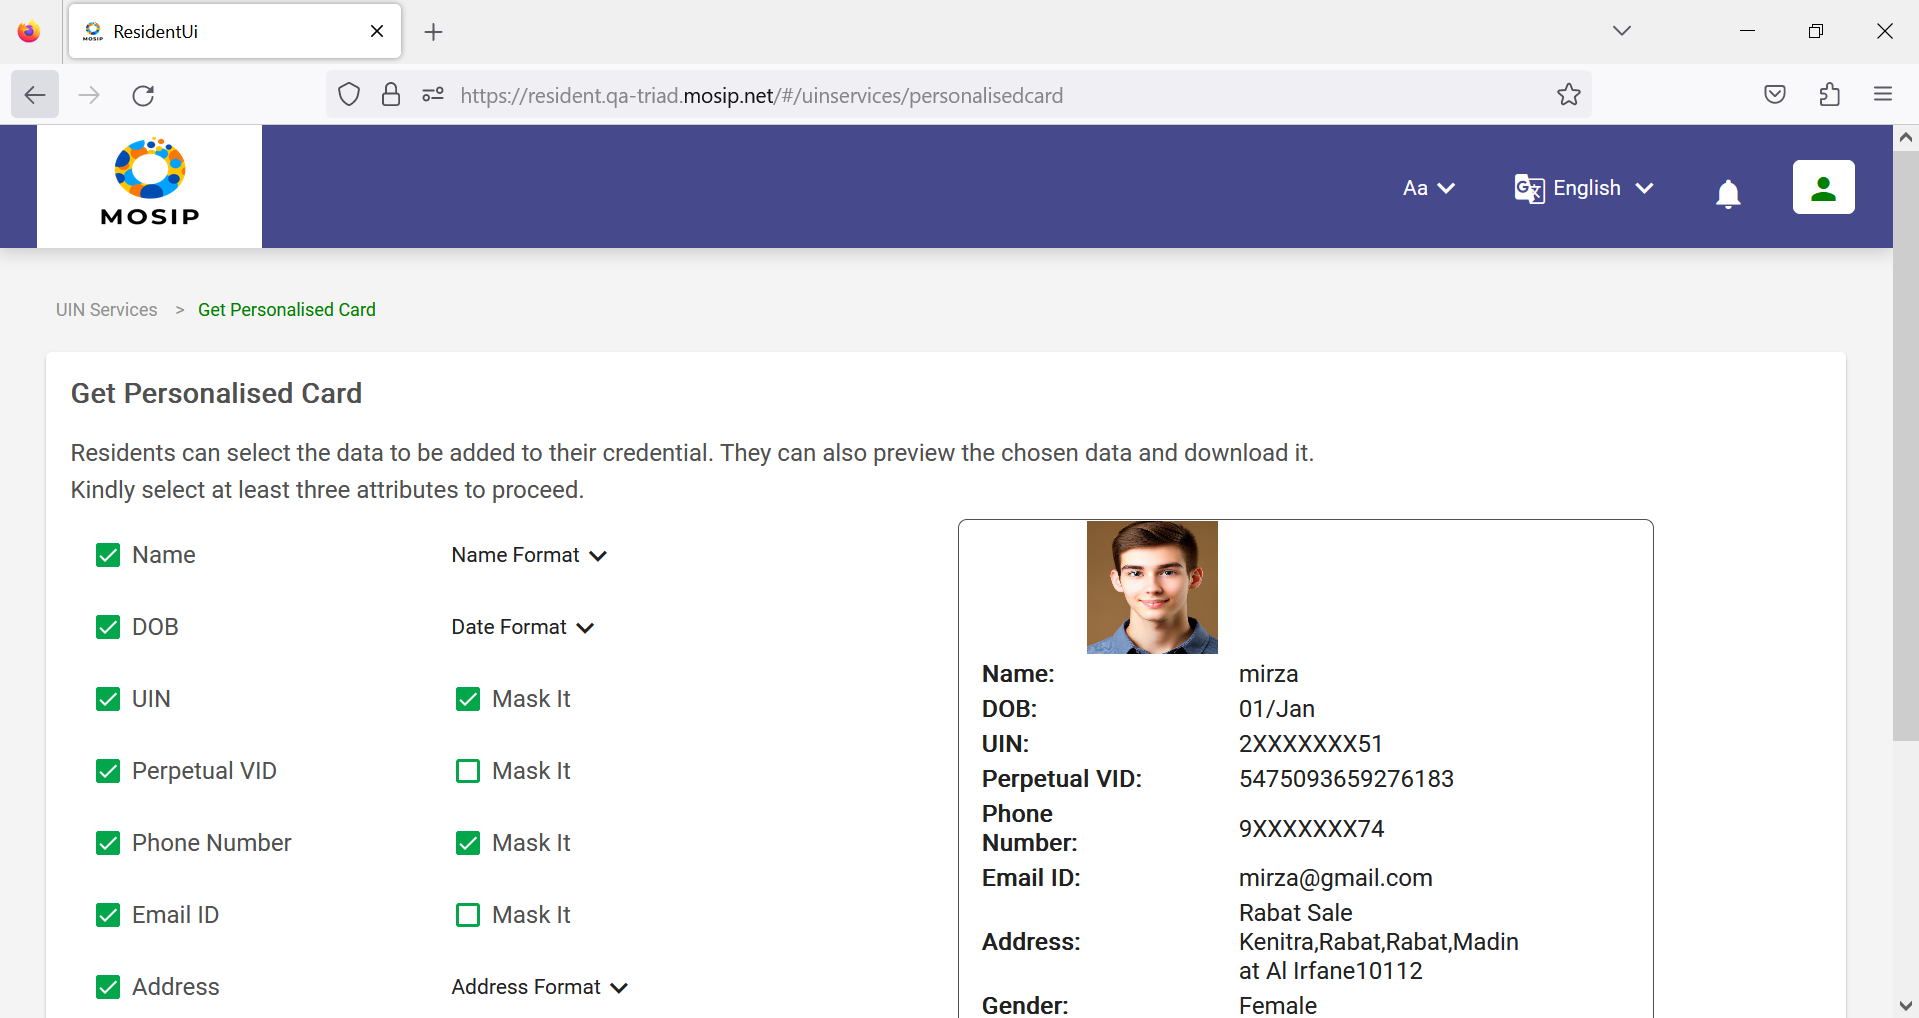 ResidentUi
https://resident.qa-triad.mosip.net/#/uinservices/personalisedcard
MOSIP
Aa
English
UIN Services > Get Personalised Card
Get Personalised Card
Residents can select the data to be added to their credential. They can also preview the chosen data and download it.
Kindly select at least three attributes to proceed.
Name Name Format
DOB Date Format
UIN Mask It
Perpetual VID Mask It
Phone Number Mask It
Email ID Mask It
Address Address Format
Name: mirza
DOB: 01/Jan
UIN: 2XXXXXXX51
Perpetual VID: 5475093659276183
Phone
Number: 9XXXXXXX74
Email ID: mirza@gmail.com
Address: Rabat Sale
Kenitra,Rabat,Rabat,Madin
at Al Irfane10112
Gender: Female